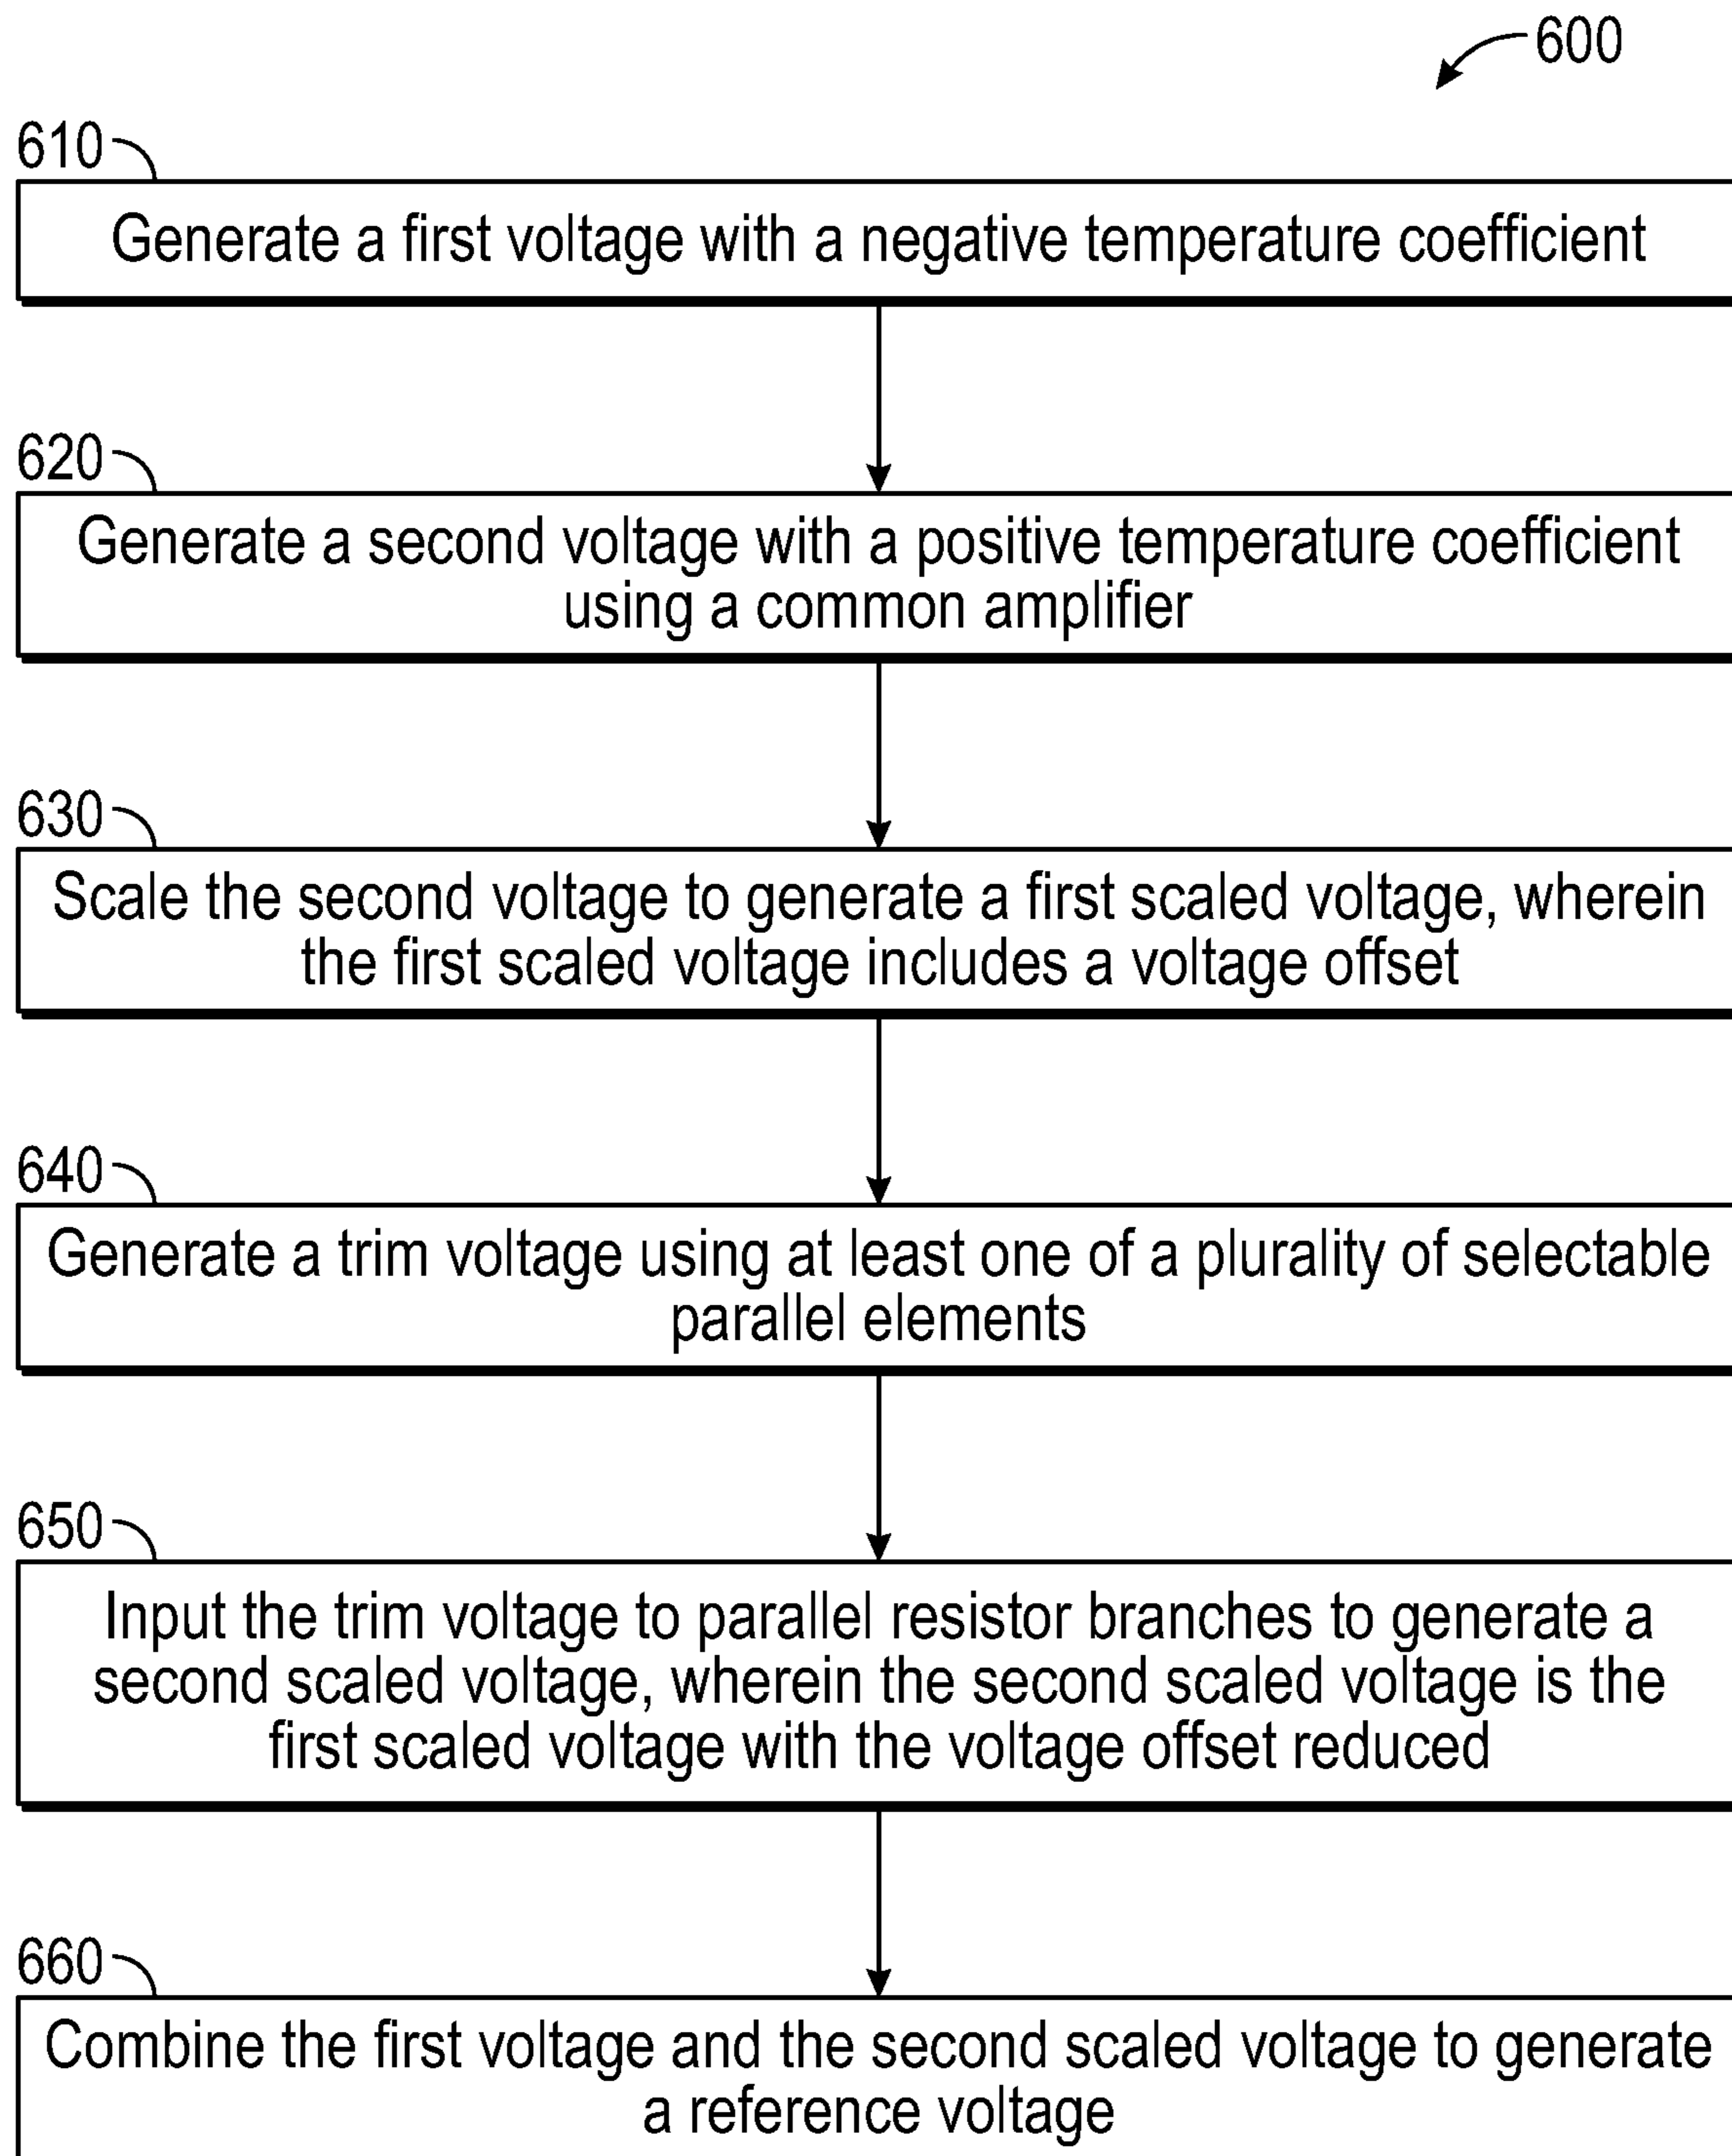 600
610
Generate a first voltage with a negative temperature coefficient
620
Generate a second voltage with a positive temperature coefficient
using a common amplifier
630
Scale the second voltage to generate a first scaled voltage, wherein
the first scaled voltage includes a voltage offset
640
Generate a trim voltage using at least one of a plurality of selectable
parallel elements
650
Input the trim voltage to parallel resistor branches to generate a
second scaled voltage, wherein the second scaled voltage is the
first scaled voltage with the voltage offset reduced
660
Combine the first voltage and the second scaled voltage to generate
a reference voltage